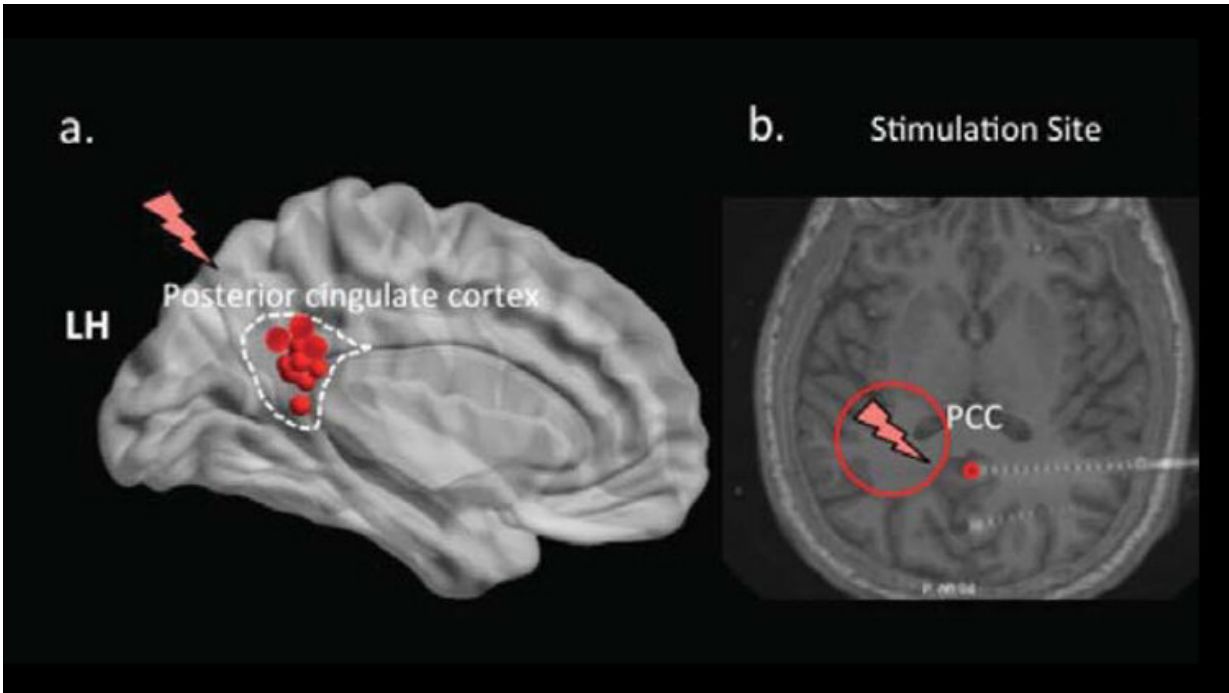 a.
Posterior cingulate cortex
LH
b.
Stimulation Site
PCC